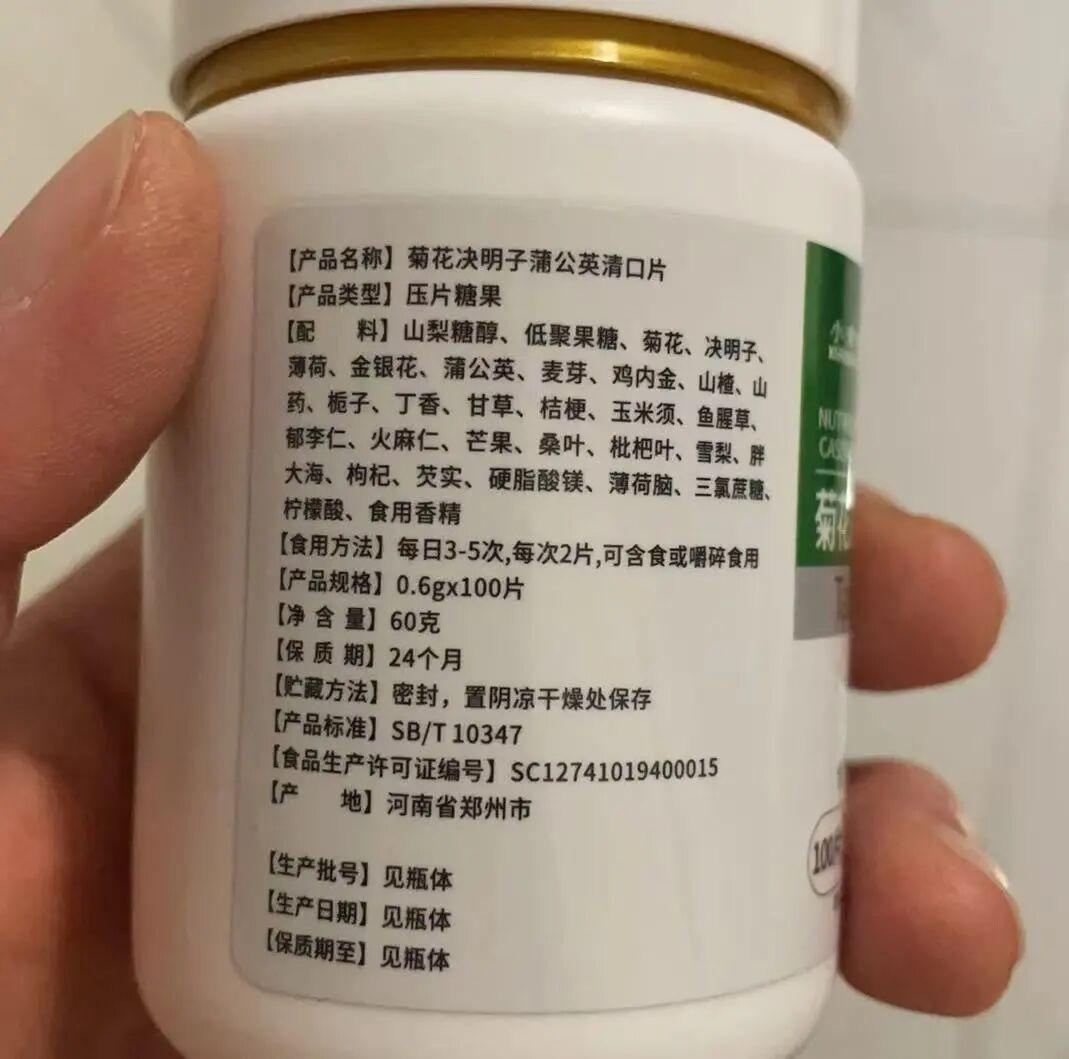 【产品名称】菊花决明子蒲公英清口片
【产品类型】压片糖果
【配 料】山梨糖醇、低聚果糖、菊花、决明子、
薄荷、金银花、蒲公英、麦芽、鸡内金、山楂、山
药、栀子、丁香、甘草、桔梗、玉米须、鱼腥草、
郁李仁、火麻仁、芒果、桑叶、枇杷叶、雪梨、胖
大海、枸杞、芡实、硬脂酸镁、薄荷脑、三氯蔗糖、
柠檬酸、食用香精
【食用方法】每日3-5次,每次2片,可含食或嚼碎食用
【产品规格】0.6gx100片
【净 含 量】60克
【保 质 期】24个月
【贮藏方法】密封，置阴凉干燥处保存
【产品标准】SB/T 10347
【食品生产许可证编号】SC12741019400015
【产 地】河南省郑州市
【生产批号】见瓶体
【生产日期】见瓶体
【保质期至】见瓶体
小
菊花
100